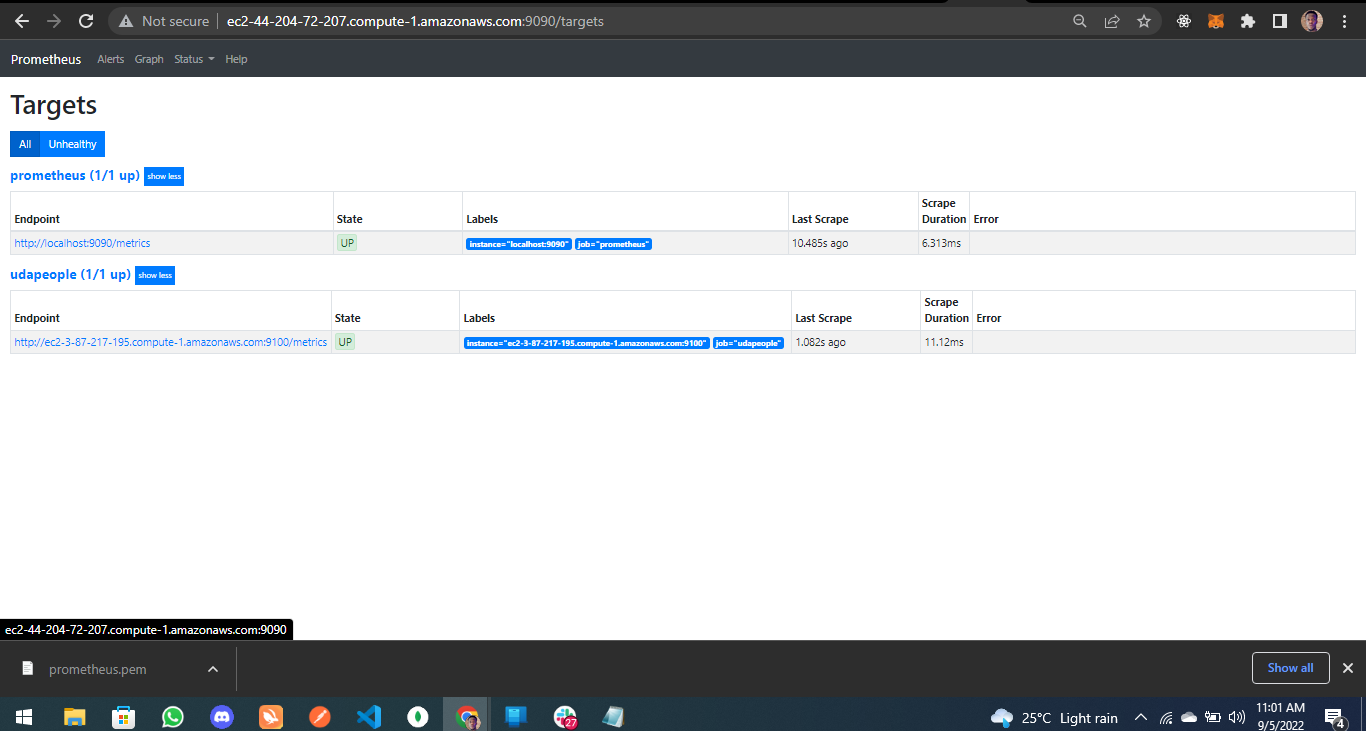 Not secure ec2-44-204-72-207.compute-1.amazonaws.com:9090/targets
Prometheus Alerts Graph Status Help
Targets
All Unhealthy
prometheus (1/1 up) show less
Endpoint State Labels Last Scrape Scrape Duration Error
http://localhost:9090/metrics UP instance="localhost:9090" job="prometheus" 10.485s ago 6.313ms
udapeople (1/1 up) show less
Endpoint State Labels Last Scrape Scrape Duration Error
http://ec2-3-87-217-195.compute-1.amazonaws.com:9100/metrics UP instance="ec2-3-87-217-195.compute-1.amazonaws.com:9100" job="udapeople" 1.082s ago 11.12ms
ec2-44-204-72-207.compute-1.amazonaws.com:9090
prometheus.pem Show all
27 25°C Light rain 11:01 AM
9/5/2022 4